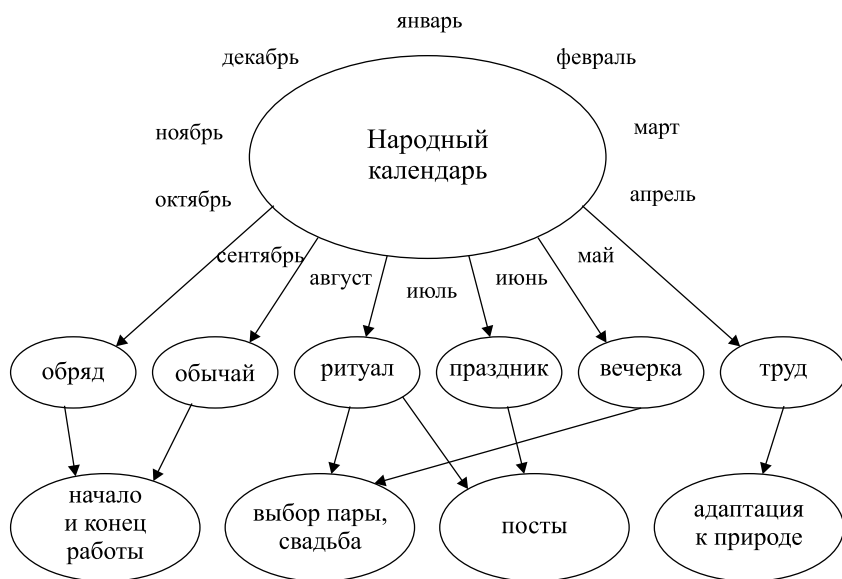 январь
декабрь
февраль
ноябрь
Народный
календарь
март
октябрь
апрель
сентябрь
август
июль
июнь
май
обряд
обычай
ритуал
праздник
вечерка
труд
начало
и конец
работы
выбор пары,
свадьба
посты
адаптация
к природе